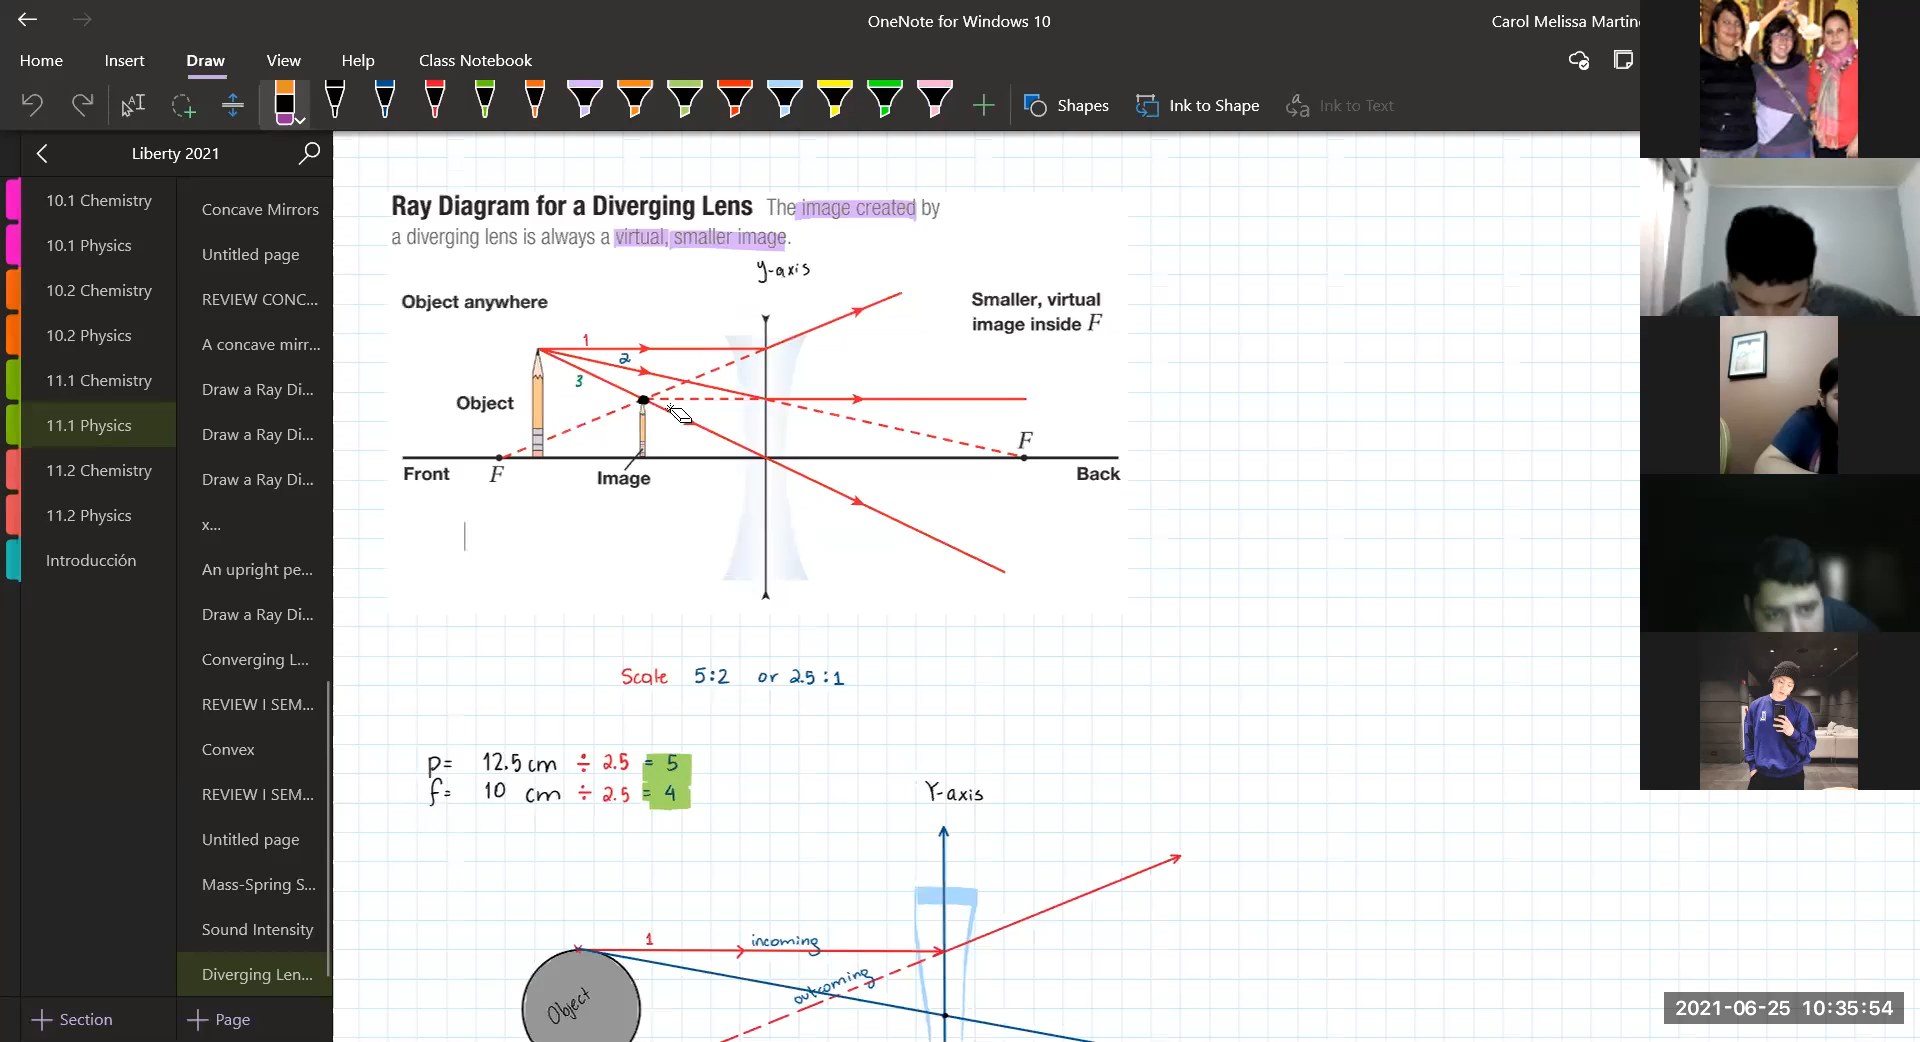 OneNote for Windows 10
Carol Melissa Martin
Home Insert Draw View Help Class Notebook
Shapes Ink to Shape Ink to Text
Liberty 2021
10.1 Chemistry
10.1 Physics
10.2 Chemistry
10.2 Physics
11.1 Chemistry
11.1 Physics
11.2 Chemistry
11.2 Physics
Introducción
Section
Concave Mirrors
Untitled page
REVIEW CONC...
A concave mirr...
Draw a Ray Di...
Draw a Ray Di...
Draw a Ray Di...
x...
An upright pe...
Draw a Ray Di...
Converging L...
REVIEW I SEM...
Convex
REVIEW I SEM...
Untitled page
Mass-Spring S...
Sound Intensity
Diverging Len...
Page
Ray Diagram for a Diverging Lens The image created by
a diverging lens is always a virtual, smaller image.
y-axis
Object anywhere
Smaller, virtual
image inside F
1
2
3
Object
F
Front
F
Image
Back
Scale 5:2 or 2.5:1
p= 12.5 cm ÷ 2.5 = 5
f= 10 cm ÷ 2.5 = 4
Y-axis
1
incoming
outcoming
Object
2021-06-25 10:35:54